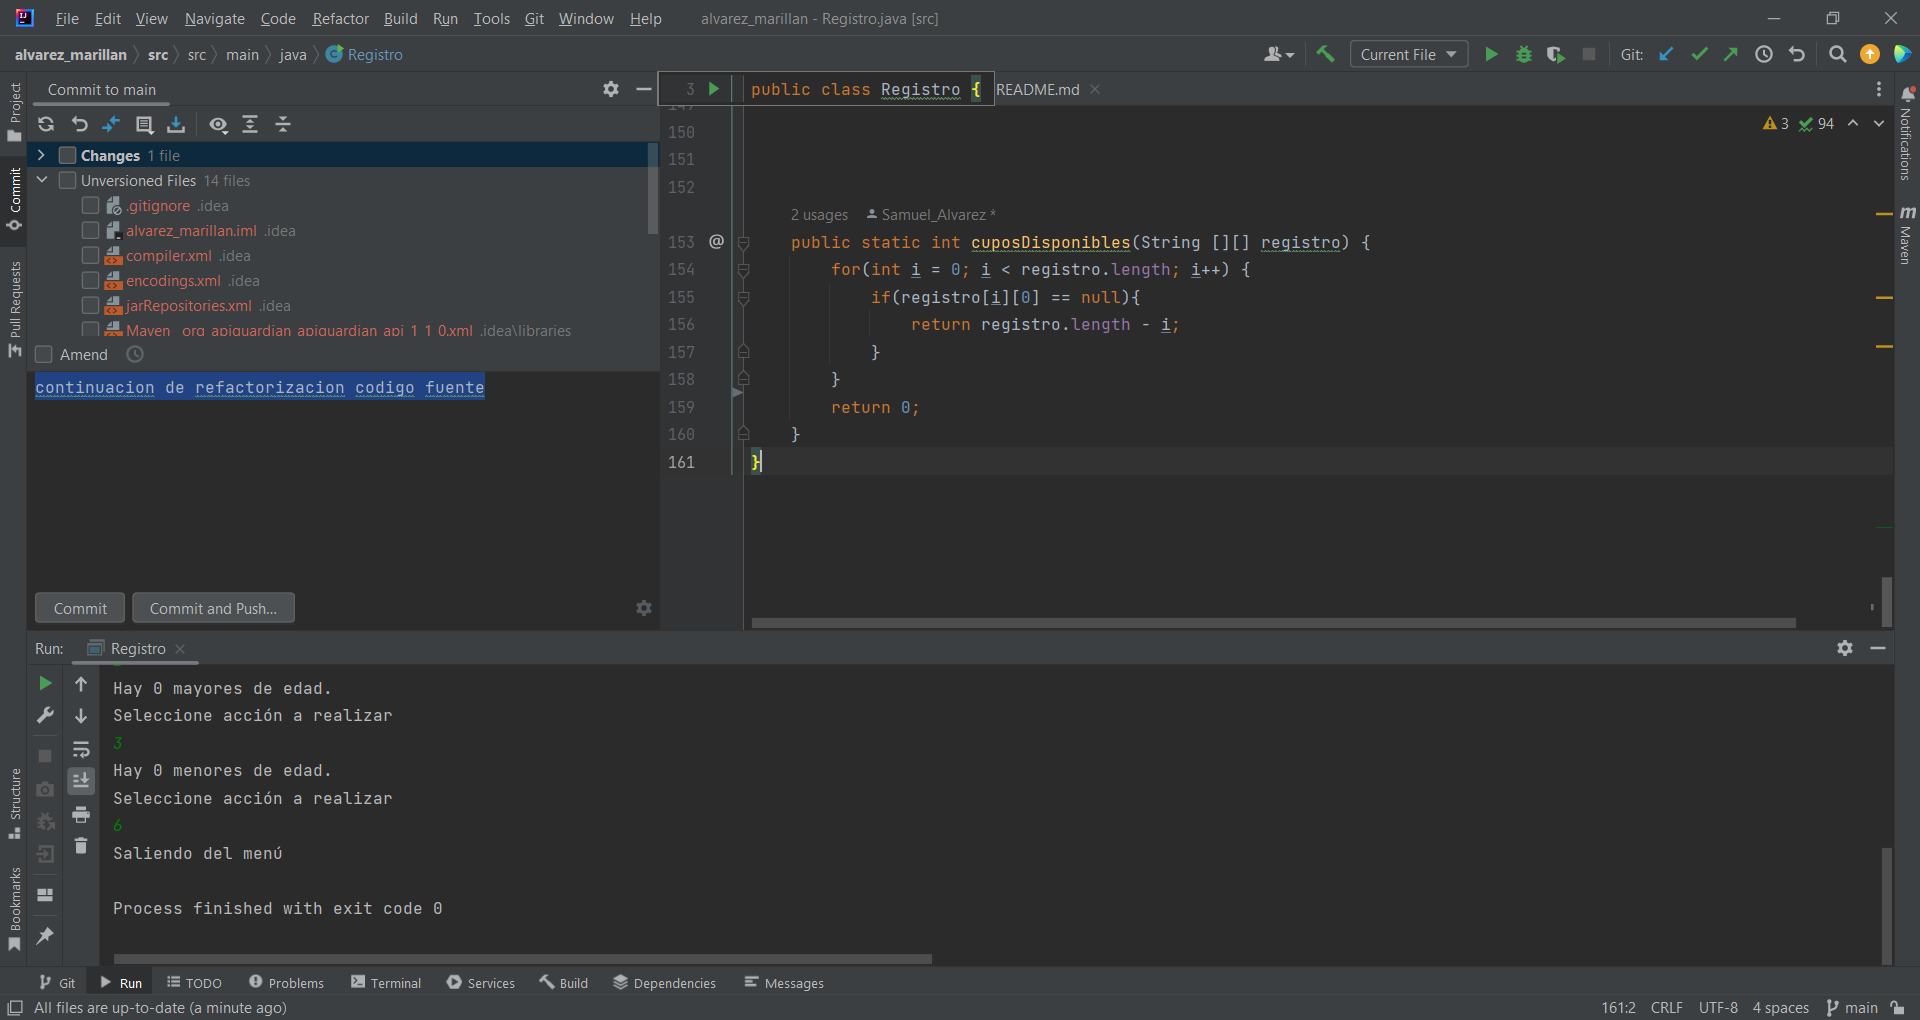 File Edit View Navigate Code Refactor Build Run Tools Git Window Help alvarez_marillan - Registro.java [src]
alvarez_marillan src src main java Registro Current File Git:
Project
Commit
Pull Requests
Structure
Bookmarks
Commit to main
Changes 1 file
Unversioned Files 14 files
.gitignore .idea
alvarez_marillan.iml .idea
compiler.xml .idea
encodings.xml .idea
jarRepositories.xml .idea
Maven__org_apiguardian_apiguardian_api_1_1_0.xml .idea\libraries
Amend
continuacion de refactorizacion codigo fuente
Commit Commit and Push...
3 public class Registro { README.md
3 94
150
151
152
2 usages Samuel_Alvarez *
153 @ public static int cuposDisponibles(String [][] registro) {
154 for(int i = 0; i < registro.length; i++) {
155 if(registro[i][0] == null){
156 return registro.length - i;
157 }
158 }
159 return 0;
160 }
161 }
Notifications
Maven
Run: Registro
Hay 0 mayores de edad.
Seleccione acción a realizar
3
Hay 0 menores de edad.
Seleccione acción a realizar
6
Saliendo del menú
Process finished with exit code 0
Git Run TODO Problems Terminal Services Build Dependencies Messages
All files are up-to-date (a minute ago) 161:2 CRLF UTF-8 4 spaces main